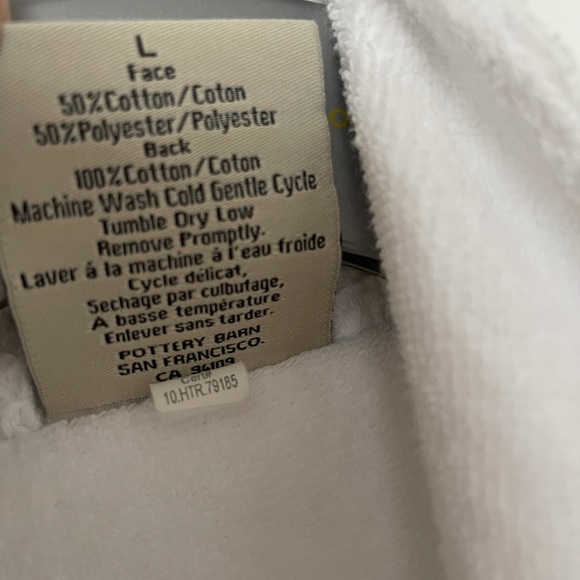 L
Face
50%Cotton/Coton
50%Polyester/Polyester
Back
100%Cotton/Coton
Machine Wash Cold Gentle Cycle
Tumble Dry Low
Remove Promptly.
Laver á la machine á l'eau froide
Cycle délicat,
Sechage par culbutage,
A basse température
Enlever sans tarder.
POTTERY BARN
SAN FRANCISCO.
CA 94109
Cert#
10.HTR.79185